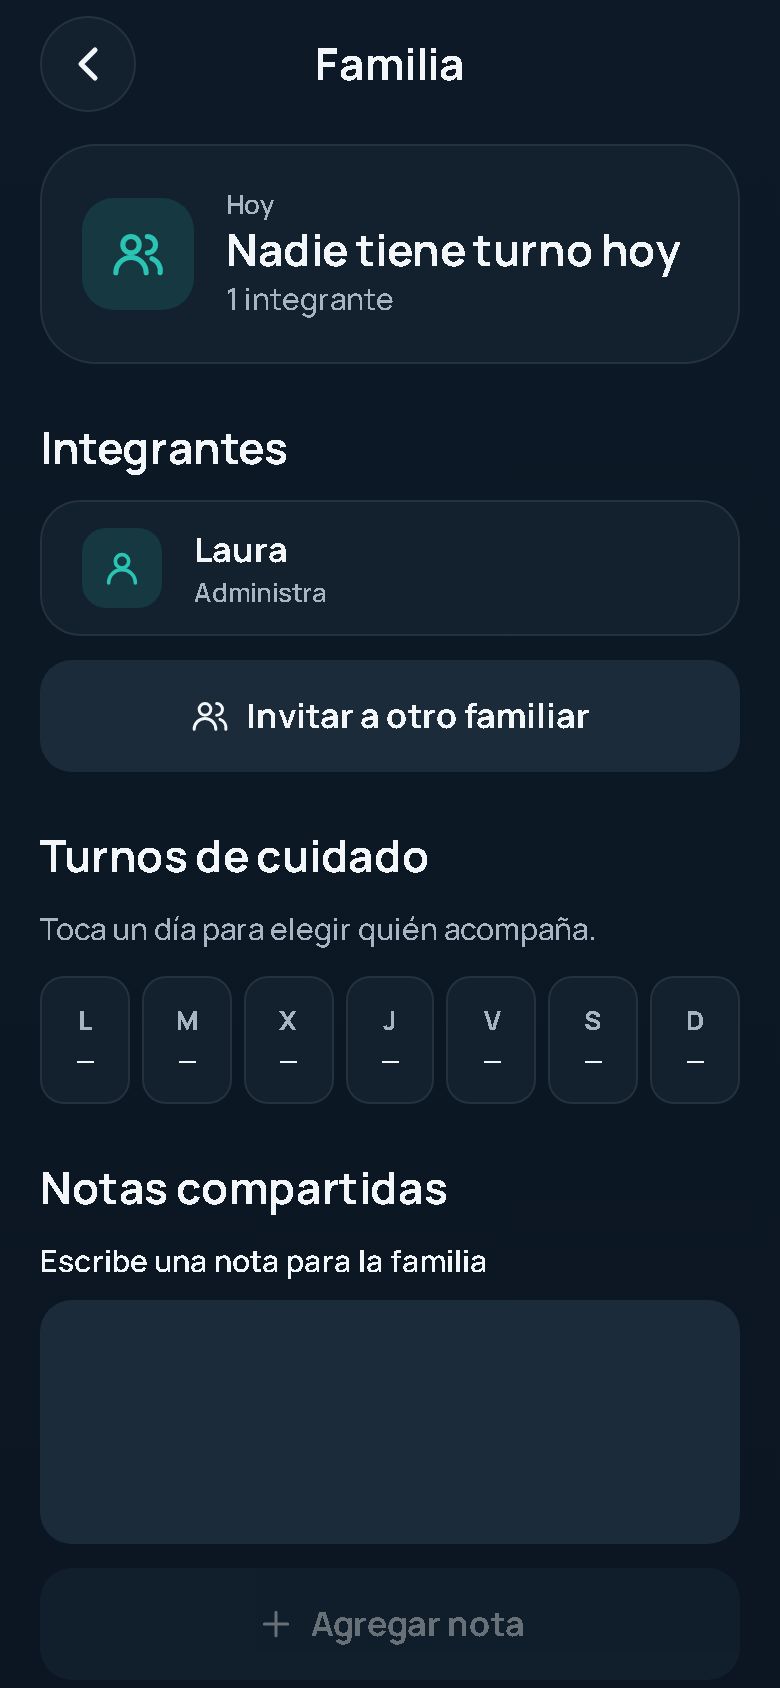 Familia
Hoy
Nadie tiene turno hoy
1 integrante
Integrantes
Laura
Administra
Invitar a otro familiar
Turnos de cuidado
Toca un día para elegir quién acompaña.
L M X J V S D
– – – – – – –
Notas compartidas
Escribe una nota para la familia
+ Agregar nota